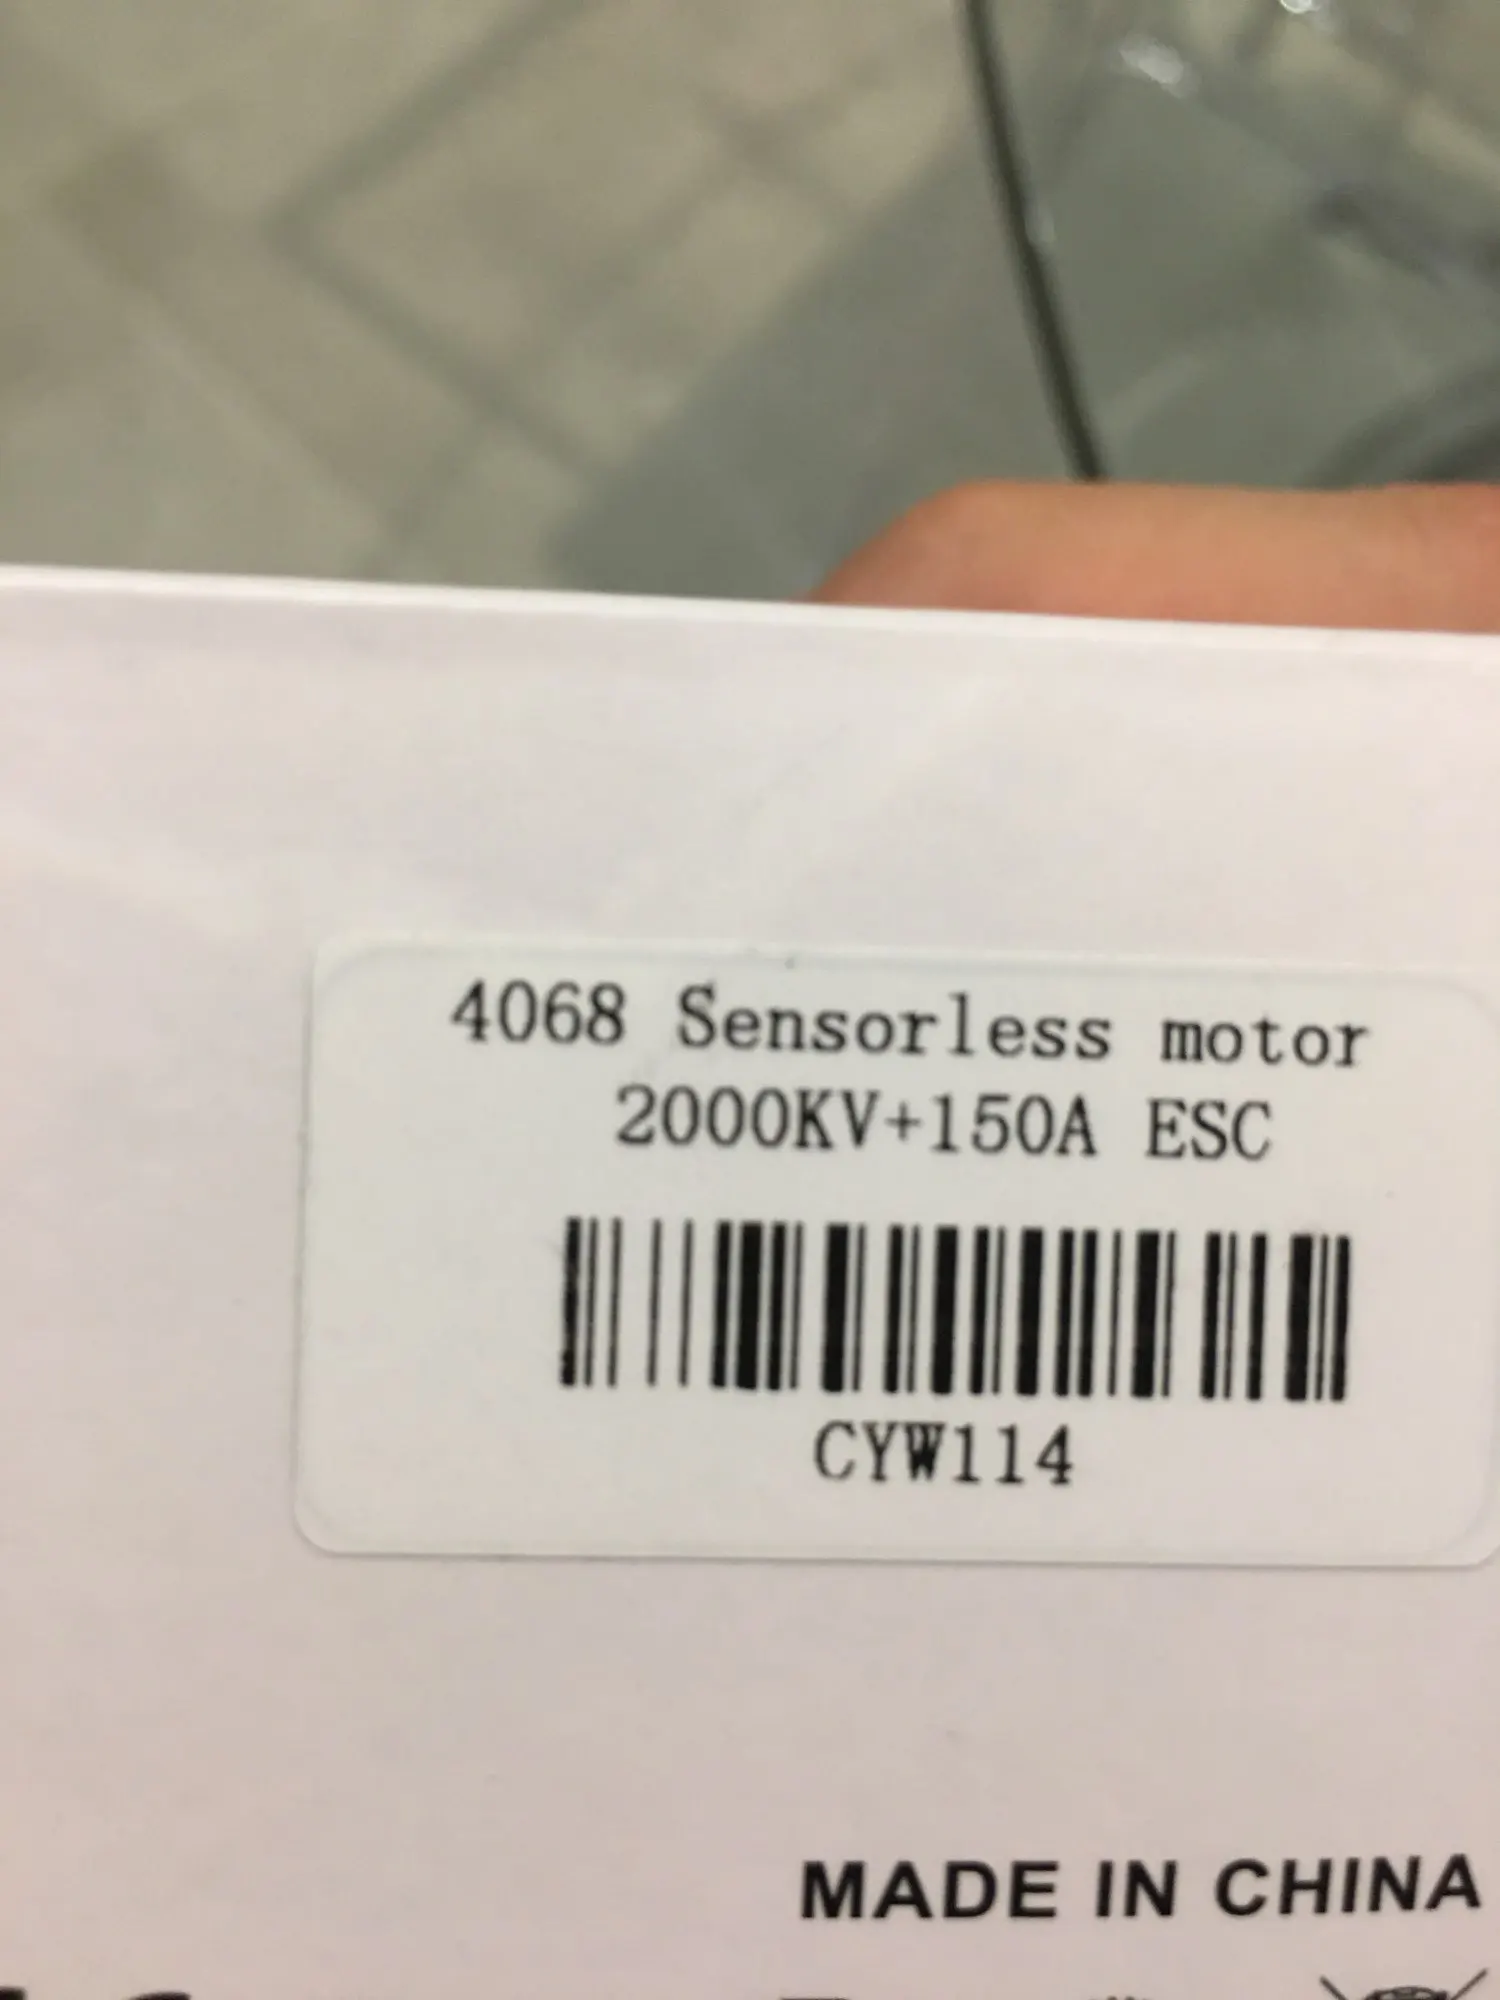 4068 Sensorless motor
2000KV+150A ESC
CYW114
MADE IN CHINA